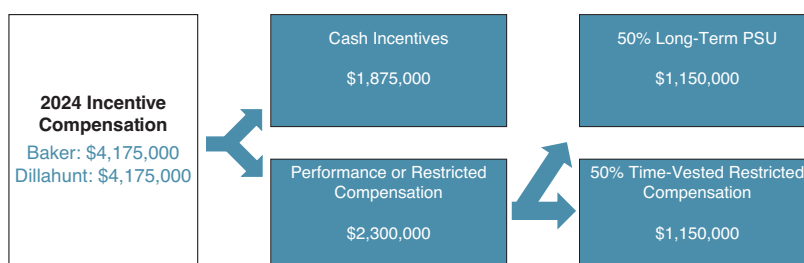 2024 Incentive
Compensation
Baker: $4,175,000
Dillahunt: $4,175,000
Cash Incentives
$1,875,000
Performance or Restricted
Compensation
$2,300,000
50% Long-Term PSU
$1,150,000
50% Time-Vested Restricted
Compensation
$1,150,000